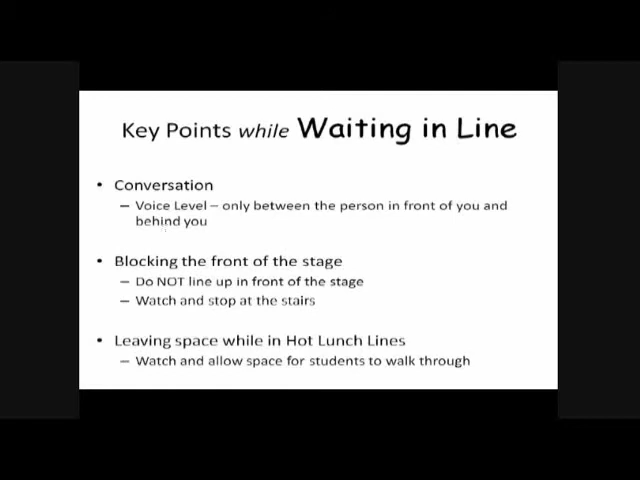 Key Points while Waiting in Line
• Conversation
– Voice Level – only between the person in front of you and
behind you
• Blocking the front of the stage
– Do NOT line up in front of the stage
– Watch and stop at the stairs
• Leaving space while in Hot Lunch Lines
– Watch and allow space for students to walk through